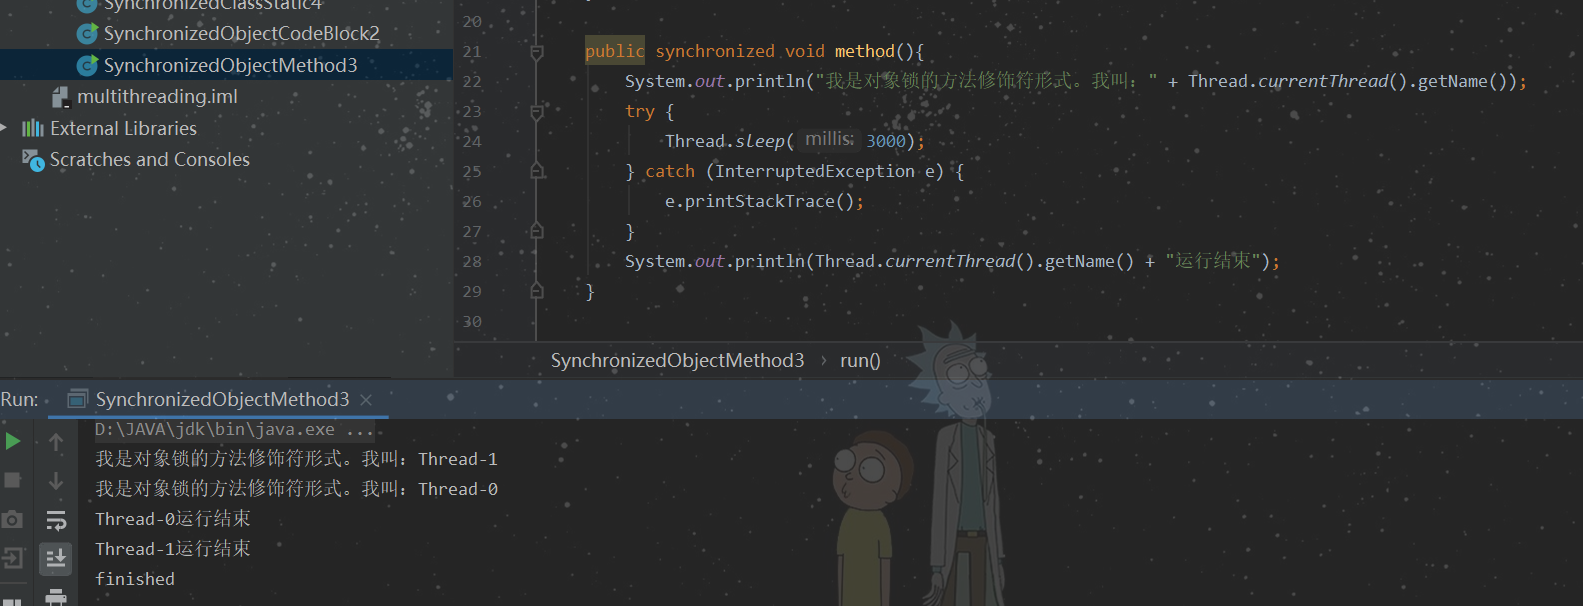 SynchronizedClassStatic4
SynchronizedObjectCodeBlock2
SynchronizedObjectMethod3
multithreading.iml
External Libraries
Scratches and Consoles
20
21 public synchronized void method(){
22 System.out.println("我是对象锁的方法修饰符形式。我叫：" + Thread.currentThread().getName());
23 try {
24 Thread.sleep( millis: 3000);
25 } catch (InterruptedException e) {
26 e.printStackTrace();
27 }
28 System.out.println(Thread.currentThread().getName() + "运行结束");
29 }
30
SynchronizedObjectMethod3 › run()
Run: SynchronizedObjectMethod3 ×
D:\JAVA\jdk\bin\java.exe ...
我是对象锁的方法修饰符形式。我叫：Thread-1
我是对象锁的方法修饰符形式。我叫：Thread-0
Thread-0运行结束
Thread-1运行结束
finished